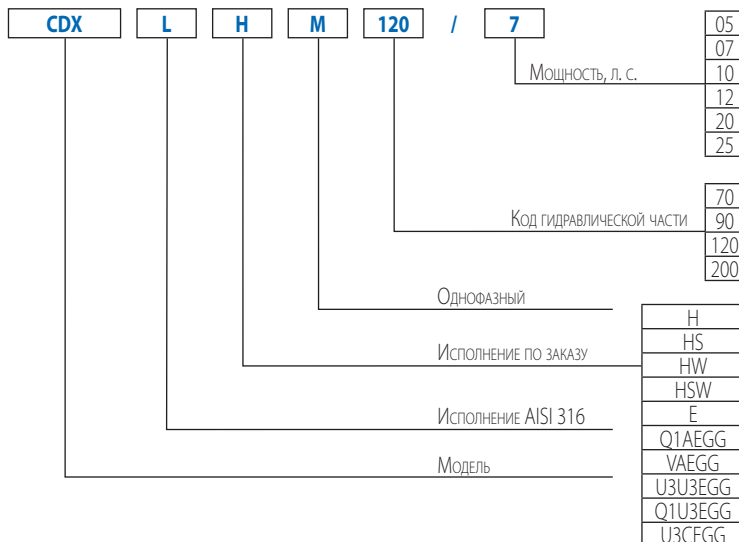 CDX L H M 120 / 7
05
07
Мощность, л. с. 10
12
20
25
70
Код гидравлической части 90
120
200
Однофазный
H
HS
Исполнение по заказу HW
HSW
E
Исполнение AISI 316
Q1AEGG
Модель VAEGG
U3U3EGG
Q1U3EGG
U3CEGG